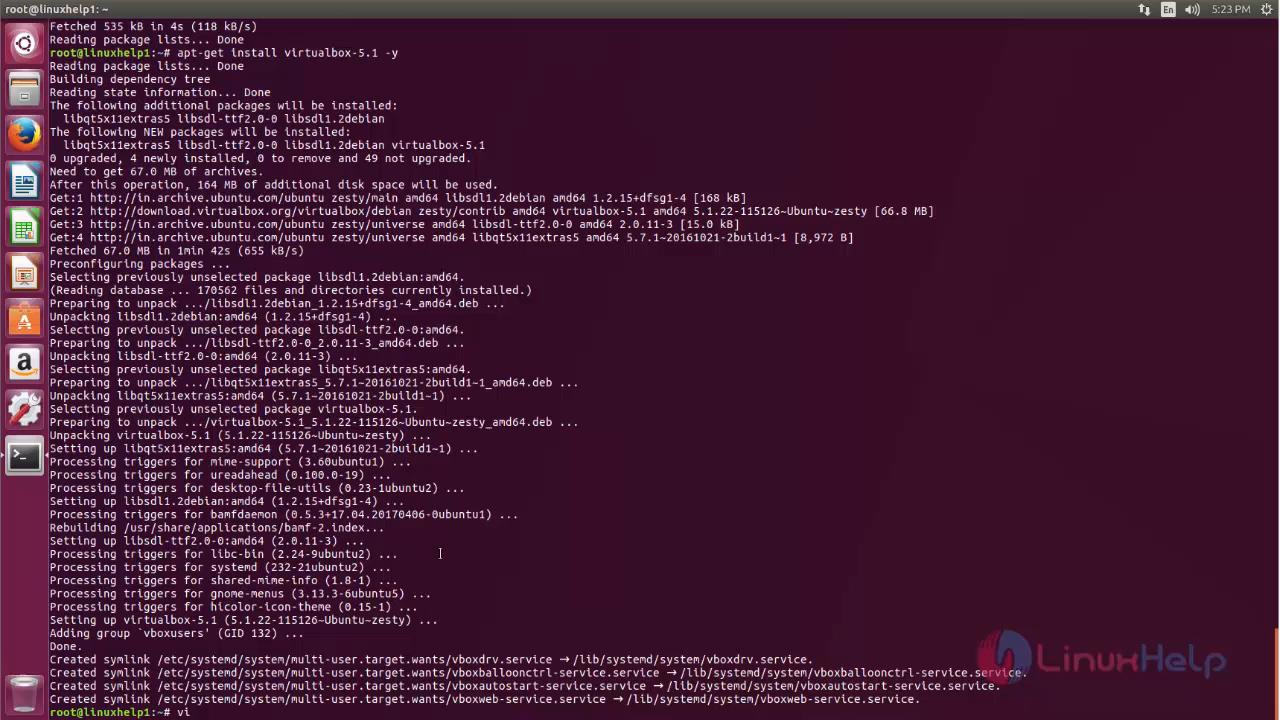 root@linuxhelp1: ~
En
5:23 PM
Fetched 535 kB in 4s (118 kB/s)
Reading package lists... Done
root@linuxhelp1:~# apt-get install virtualbox-5.1 -y
Reading package lists... Done
Building dependency tree
Reading state information... Done
The following additional packages will be installed:
  libqt5x11extras5 libsdl-ttf2.0-0 libsdl1.2debian
The following NEW packages will be installed:
  libqt5x11extras5 libsdl-ttf2.0-0 libsdl1.2debian virtualbox-5.1
0 upgraded, 4 newly installed, 0 to remove and 49 not upgraded.
Need to get 67.0 MB of archives.
After this operation, 164 MB of additional disk space will be used.
Get:1 http://in.archive.ubuntu.com/ubuntu zesty/main amd64 libsdl1.2debian amd64 1.2.15+dfsg1-4 [168 kB]
Get:2 http://download.virtualbox.org/virtualbox/debian zesty/contrib amd64 virtualbox-5.1 amd64 5.1.22-115126~Ubuntu~zesty [66.8 MB]
Get:3 http://in.archive.ubuntu.com/ubuntu zesty/universe amd64 libsdl-ttf2.0-0 amd64 2.0.11-3 [15.0 kB]
Get:4 http://in.archive.ubuntu.com/ubuntu zesty/universe amd64 libqt5x11extras5 amd64 5.7.1~20161021-2build1~1 [8,972 B]
Fetched 67.0 MB in 1min 42s (655 kB/s)
Preconfiguring packages ...
Selecting previously unselected package libsdl1.2debian:amd64.
(Reading database ... 170562 files and directories currently installed.)
Preparing to unpack .../libsdl1.2debian_1.2.15+dfsg1-4_amd64.deb ...
Unpacking libsdl1.2debian:amd64 (1.2.15+dfsg1-4) ...
Selecting previously unselected package libsdl-ttf2.0-0:amd64.
Preparing to unpack .../libsdl-ttf2.0-0_2.0.11-3_amd64.deb ...
Unpacking libsdl-ttf2.0-0:amd64 (2.0.11-3) ...
Selecting previously unselected package libqt5x11extras5:amd64.
Preparing to unpack .../libqt5x11extras5_5.7.1~20161021-2build1~1_amd64.deb ...
Unpacking libqt5x11extras5:amd64 (5.7.1~20161021-2build1~1) ...
Selecting previously unselected package virtualbox-5.1.
Preparing to unpack .../virtualbox-5.1_5.1.22-115126~Ubuntu~zesty_amd64.deb ...
Unpacking virtualbox-5.1 (5.1.22-115126~Ubuntu~zesty) ...
Setting up libqt5x11extras5:amd64 (5.7.1~20161021-2build1~1) ...
Processing triggers for mime-support (3.60ubuntu1) ...
Processing triggers for ureadahead (0.100.0-19) ...
Processing triggers for desktop-file-utils (0.23-1ubuntu2) ...
Setting up libsdl1.2debian:amd64 (1.2.15+dfsg1-4) ...
Processing triggers for bamfdaemon (0.5.3+17.04.20170406-0ubuntu1) ...
Rebuilding /usr/share/applications/bamf-2.index...
Setting up libsdl-ttf2.0-0:amd64 (2.0.11-3) ...
Processing triggers for libc-bin (2.24-9ubuntu2) ...
Processing triggers for systemd (232-21ubuntu2) ...
Processing triggers for shared-mime-info (1.8-1) ...
Processing triggers for gnome-menus (3.13.3-6ubuntu5) ...
Processing triggers for hicolor-icon-theme (0.15-1) ...
Setting up virtualbox-5.1 (5.1.22-115126~Ubuntu~zesty) ...
Adding group `vboxusers' (GID 132) ...
Done.
Created symlink /etc/systemd/system/multi-user.target.wants/vboxdrv.service → /lib/systemd/system/vboxdrv.service.
Created symlink /etc/systemd/system/multi-user.target.wants/vboxballoonctrl-service.service → /lib/systemd/system/vboxballoonctrl-service.service.
Created symlink /etc/systemd/system/multi-user.target.wants/vboxautostart-service.service → /lib/systemd/system/vboxautostart-service.service.
Created symlink /etc/systemd/system/multi-user.target.wants/vboxweb-service.service → /lib/systemd/system/vboxweb-service.service.
root@linuxhelp1:~# vi
LinuxHelp